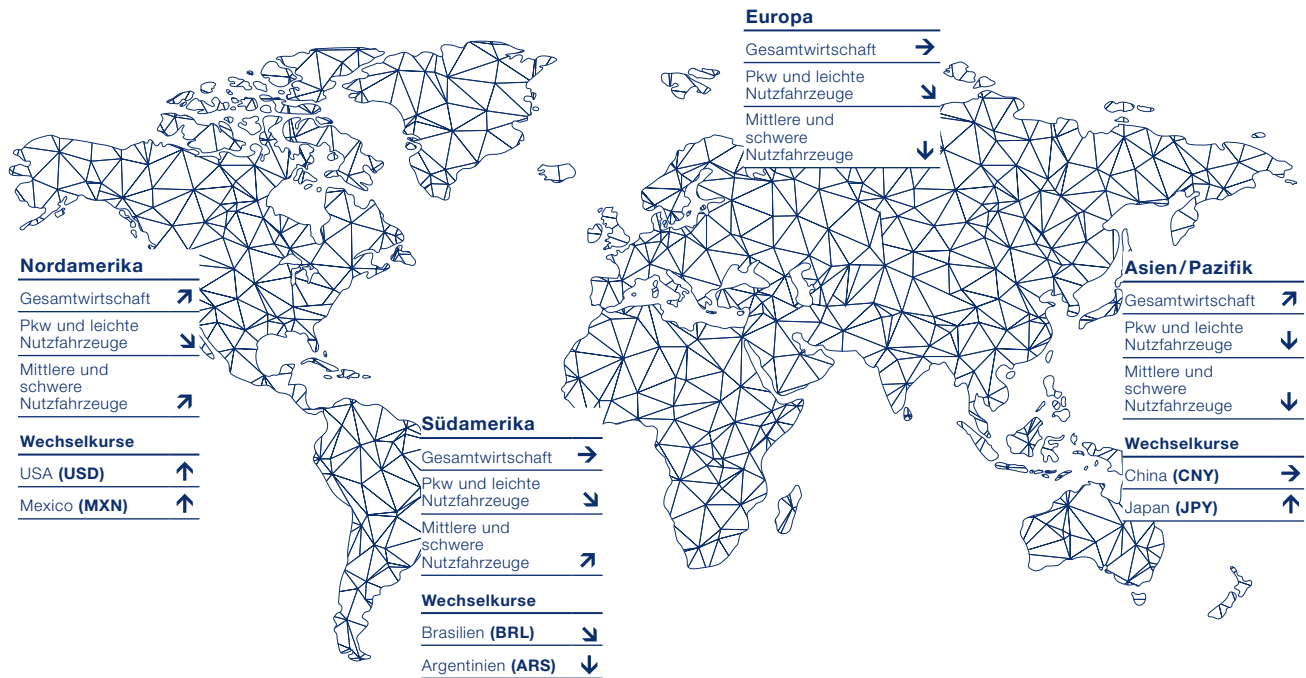 Europa
Gesamtwirtschaft →
Pkw und leichte
Nutzfahrzeuge ↘
Mittlere und
schwere
Nutzfahrzeuge ↓
Nordamerika
Gesamtwirtschaft ↗
Pkw und leichte
Nutzfahrzeuge ↘
Mittlere und
schwere
Nutzfahrzeuge ↗
Wechselkurse
USA (USD) ↑
Mexico (MXN) ↑
Südamerika
Gesamtwirtschaft →
Pkw und leichte
Nutzfahrzeuge ↘
Mittlere und
schwere
Nutzfahrzeuge ↗
Wechselkurse
Brasilien (BRL) ↘
Argentinien (ARS) ↓
Asien/Pazifik
Gesamtwirtschaft ↗
Pkw und leichte
Nutzfahrzeuge ↓
Mittlere und
schwere
Nutzfahrzeuge ↓
Wechselkurse
China (CNY) →
Japan (JPY) ↑